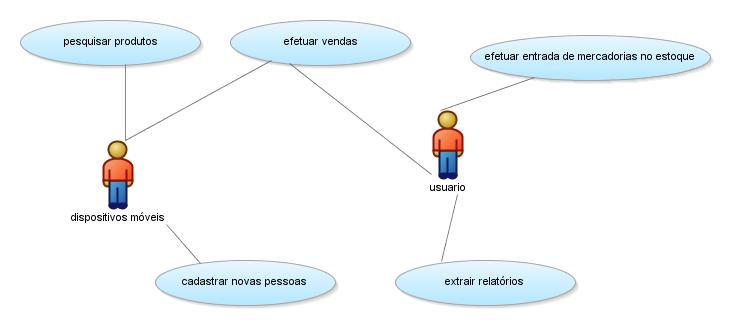 pesquisar produtos
efetuar vendas
efetuar entrada de mercadorias no estoque
usuario
dispositivos móveis
cadastrar novas pessoas
extrair relatórios